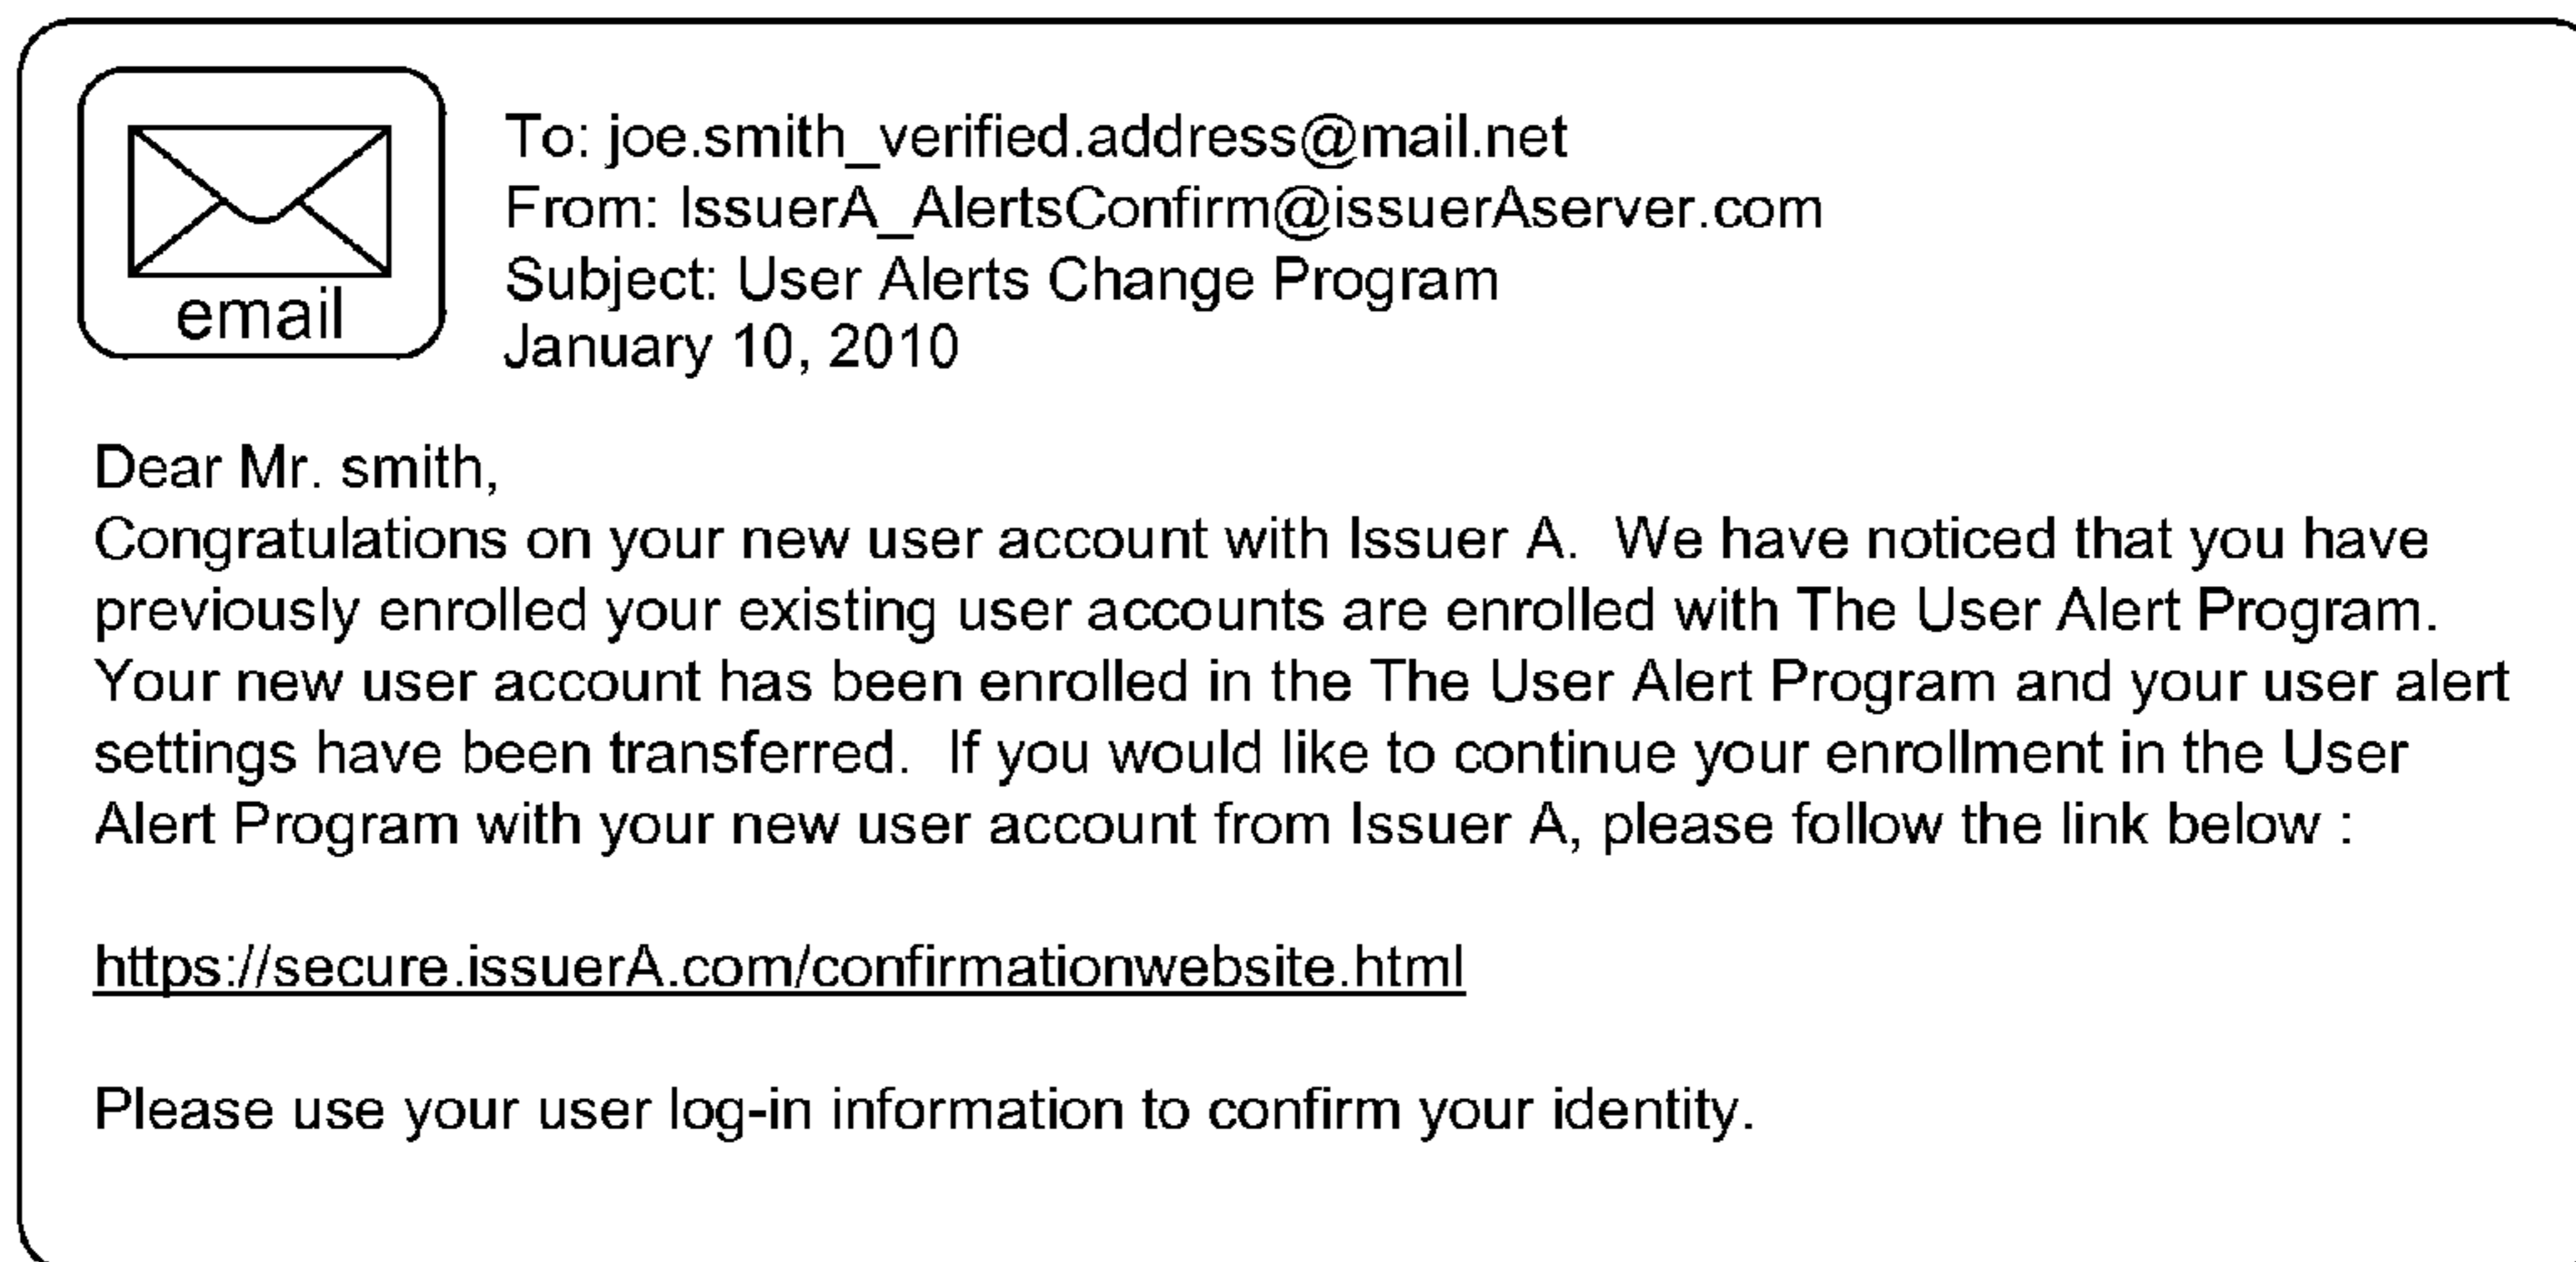 email
To: joe.smith_verified.address@mail.net
From: IssuerA_AlertsConfirm@issuerAserver.com
Subject: User Alerts Change Program
January 10, 2010
Dear Mr. smith,
Congratulations on your new user account with Issuer A.  We have noticed that you have
previously enrolled your existing user accounts are enrolled with The User Alert Program.
Your new user account has been enrolled in the The User Alert Program and your user alert
settings have been transferred.  If you would like to continue your enrollment in the User
Alert Program with your new user account from Issuer A, please follow the link below :
https://secure.issuerA.com/confirmationwebsite.html
Please use your user log-in information to confirm your identity.